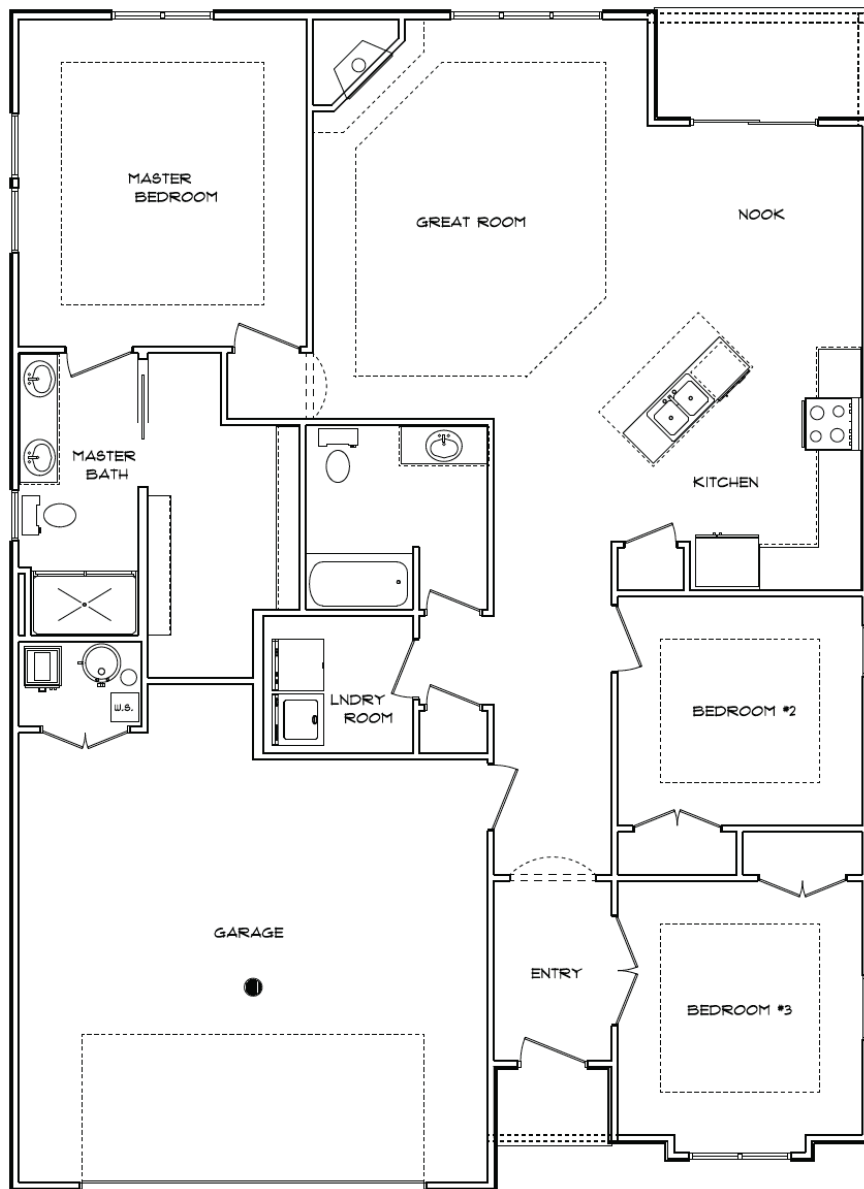 MASTER
BEDROOM
GREAT ROOM
NOOK
MASTER
BATH
KITCHEN
W.S.
LNDRY
ROOM
BEDROOM #2
GARAGE
ENTRY
BEDROOM #3